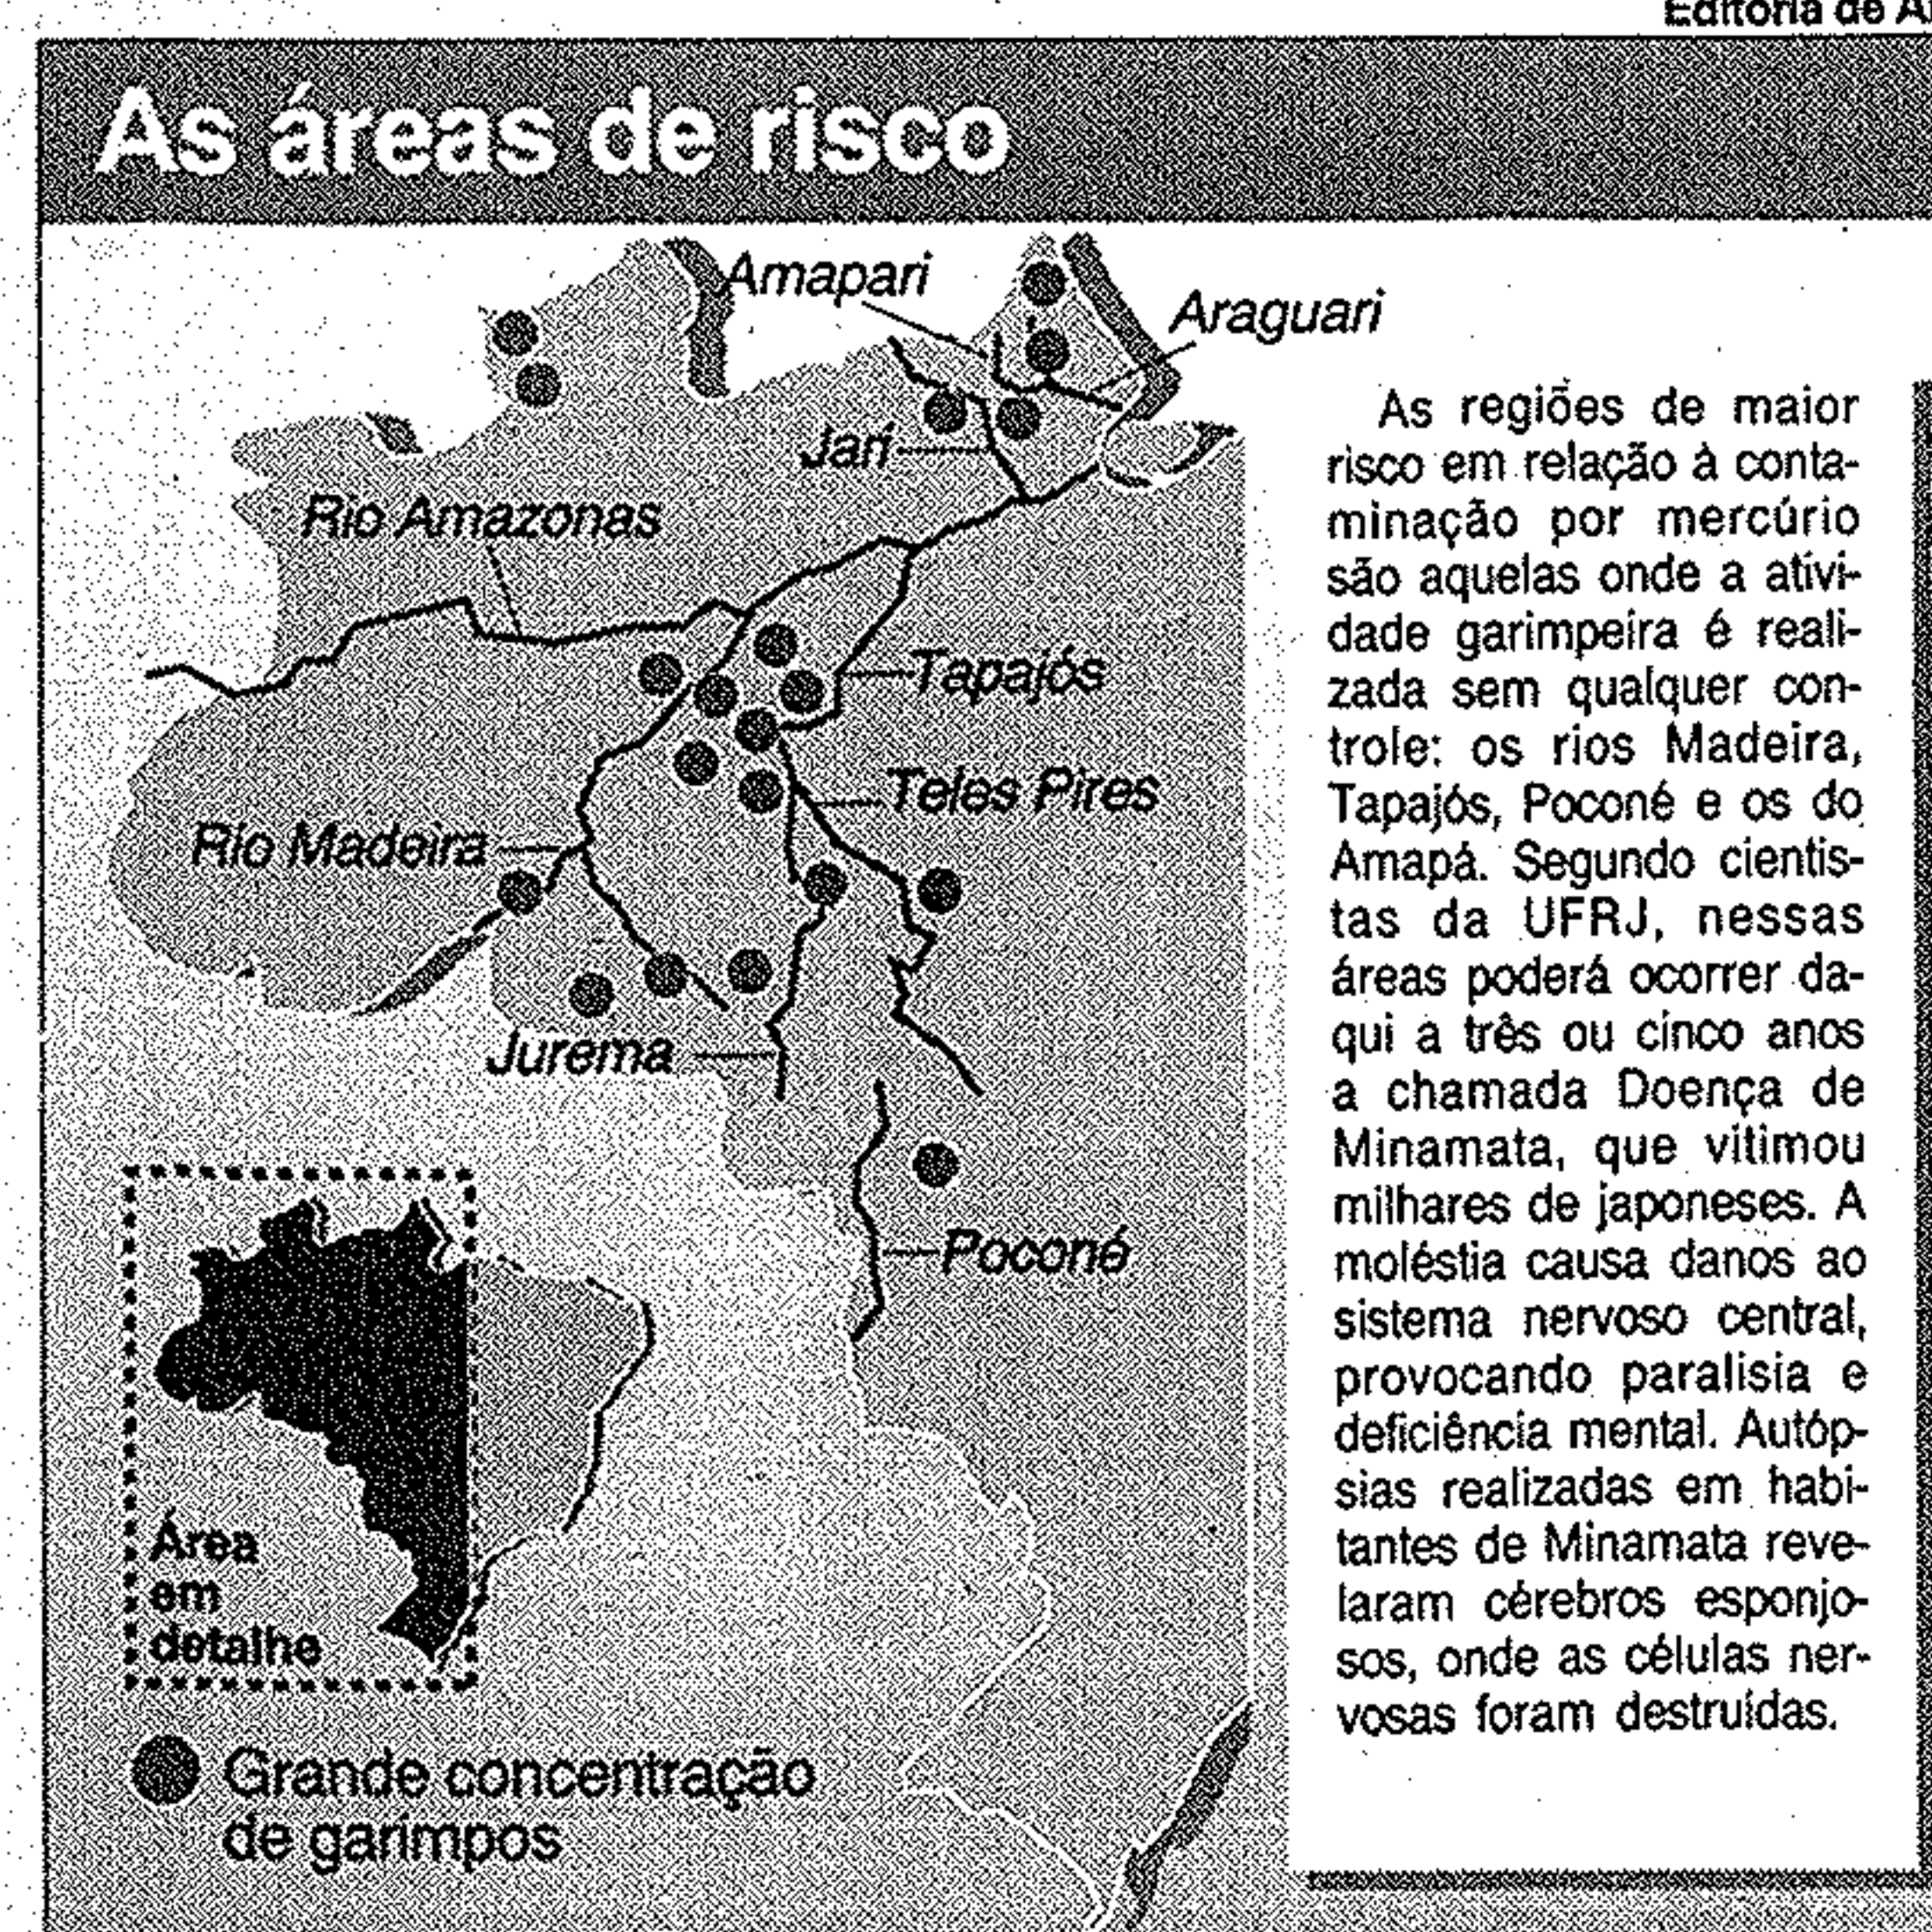 Editoria de
As áreas de risco
Amapari
Araguari
Jari
Rio Amazonas
Tapajós
Teles Pires
Rio Madeira
Jurema
Poconé
Área
em
detalhe
Grande concentração
de garimpos
As regiões de maior
risco em relação à conta-
minação por mercúrio
são aquelas onde a ativi-
dade garimpeira é reali-
zada sem qualquer con-
trole: os rios Madeira,
Tapajós, Poconé e os do
Amapá. Segundo cientis-
tas da UFRJ, nessas
áreas poderá ocorrer da-
qui a três ou cinco anos
a chamada Doença de
Minamata, que vitimou
milhares de japoneses. A
moléstia causa danos ao
sistema nervoso central,
provocando paralisia e
deficiência mental. Autóp-
sias realizadas em habi-
tantes de Minamata reve-
laram cérebros esponjo-
sos, onde as células ner-
vosas foram destruídas.